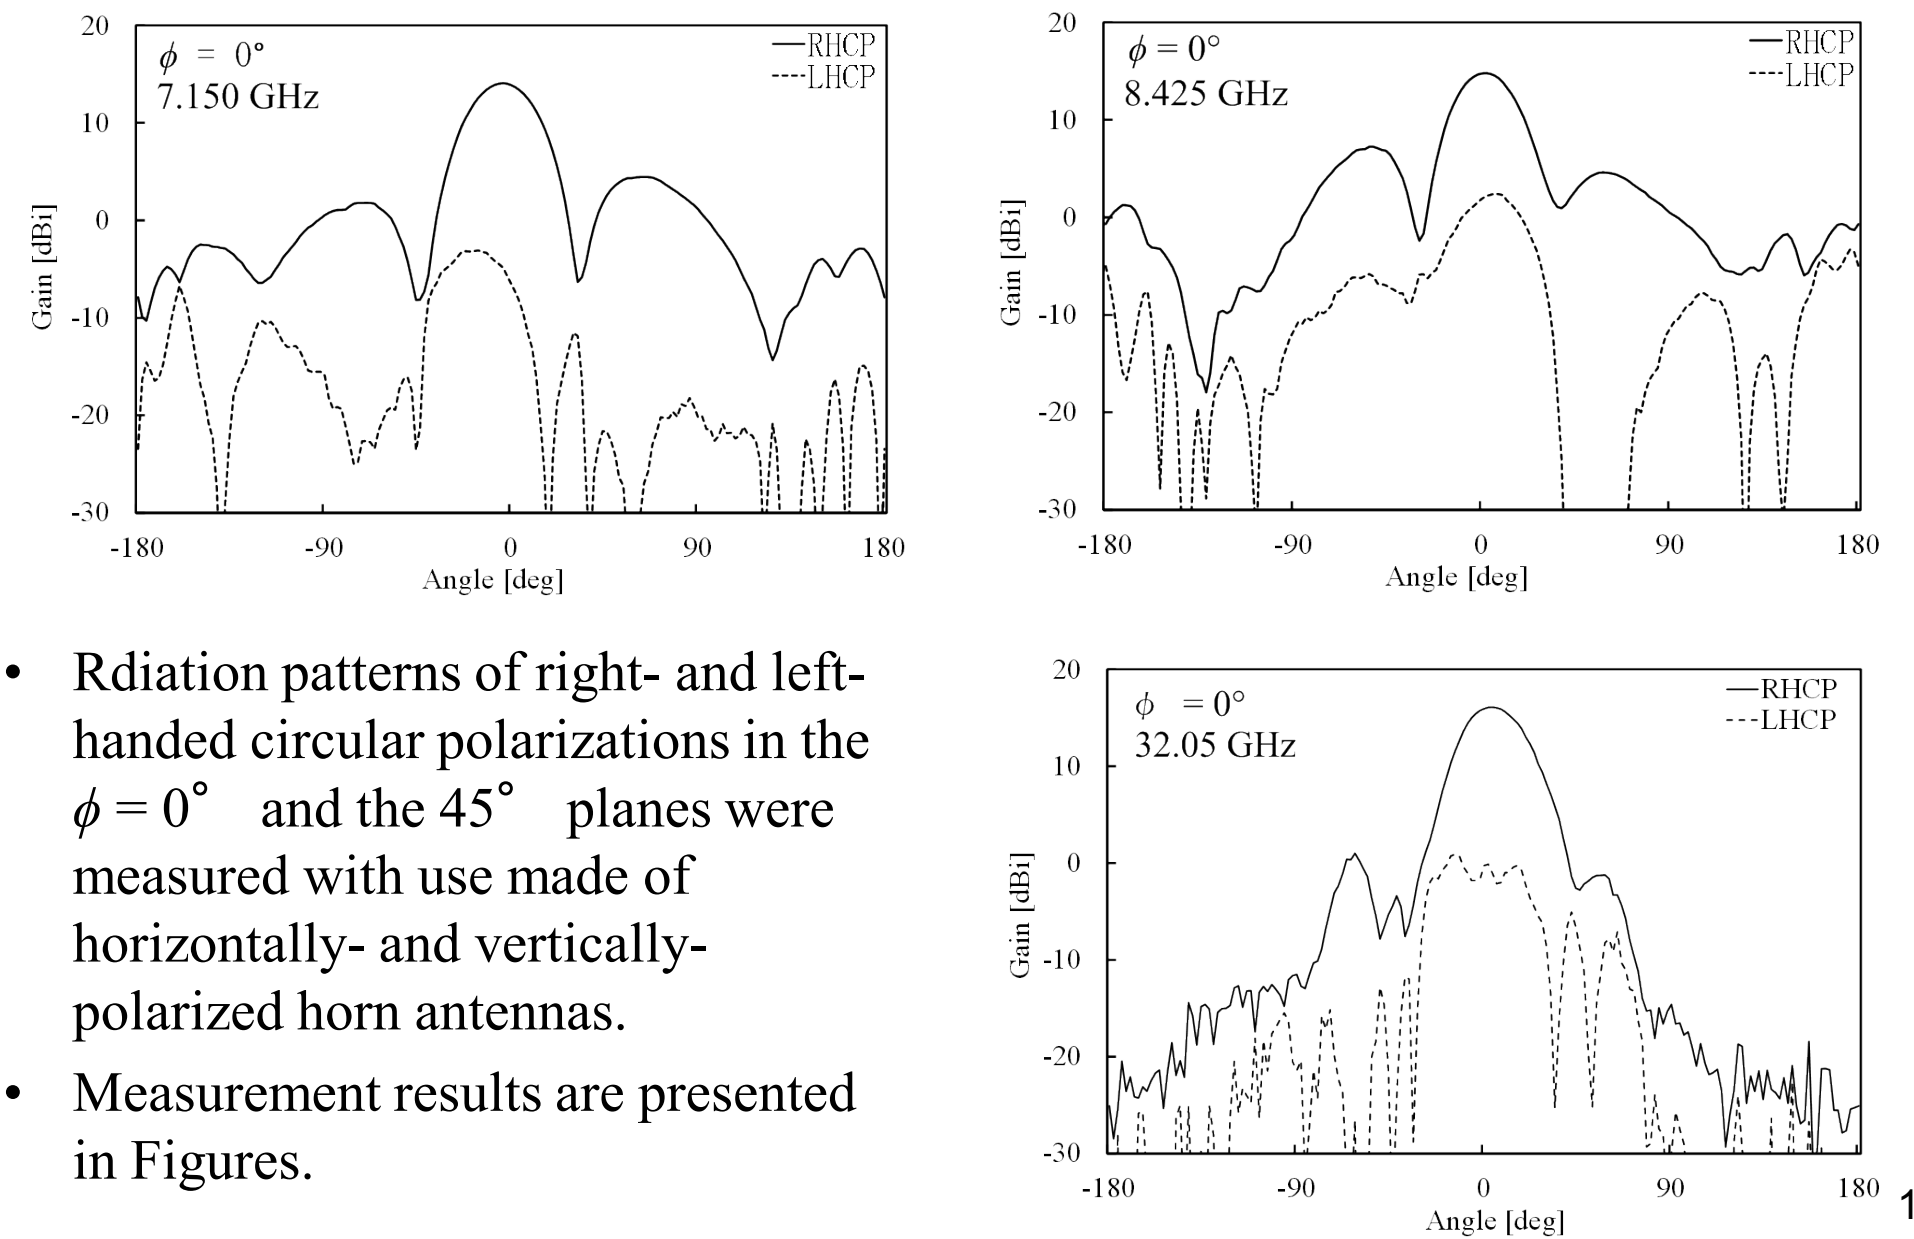 ϕ = 0°
7.150 GHz
RHCP
LHCP
20
10
0
-10
-20
-30
Gain [dBi]
-180
-90
0
90
180
Angle [deg]
ϕ = 0°
8.425 GHz
RHCP
LHCP
20
10
0
-10
-20
-30
Gain [dBi]
-180
-90
0
90
180
Angle [deg]
• Rdiation patterns of right- and left-
handed circular polarizations in the
ϕ = 0° and the 45° planes were
measured with use made of
horizontally- and vertically-
polarized horn antennas.
• Measurement results are presented
in Figures.
ϕ = 0°
32.05 GHz
RHCP
LHCP
20
10
0
-10
-20
-30
Gain [dBi]
-180
-90
0
90
180
Angle [deg]
1